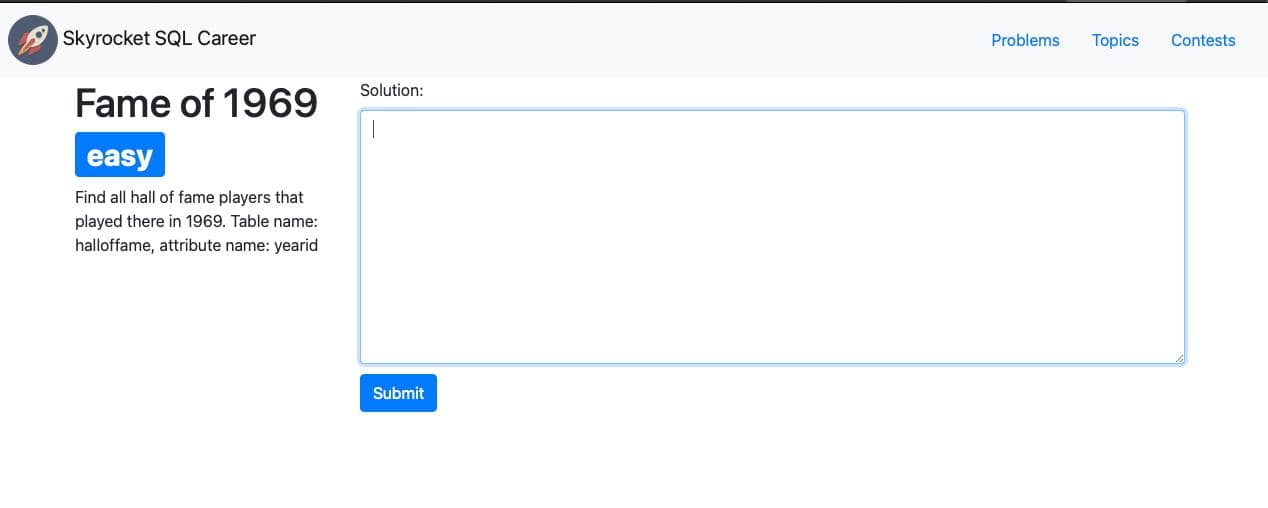 Skyrocket SQL Career
Problems
Topics
Contests
Fame of 1969
easy
Find all hall of fame players that
played there in 1969. Table name:
halloffame, attribute name: yearid
Solution:
Submit